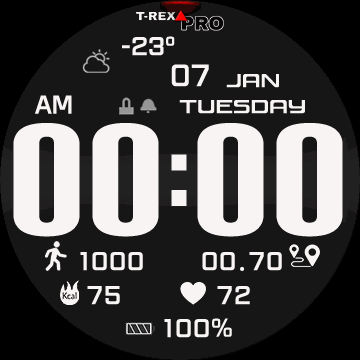 T-REX PRO
-23°
07 JAN
AM TUESDAY
00:00
1000 00.70
Kcal 75 72
100%